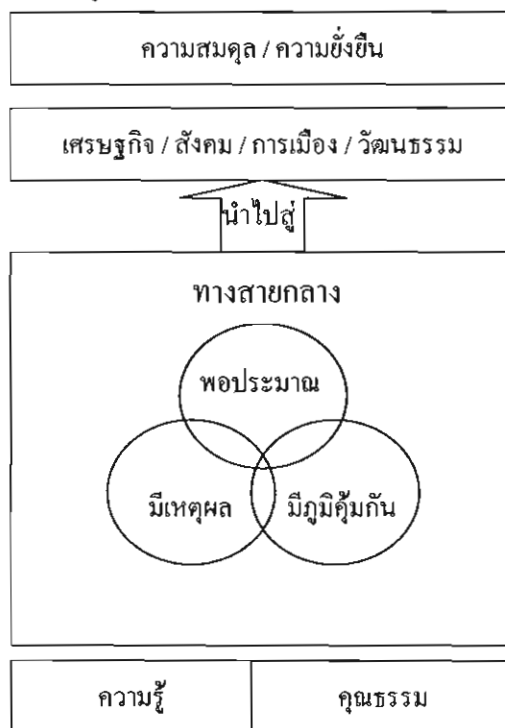 ความสมดุล / ความยั่งยืน
เศรษฐกิจ / สังคม / การเมือง / วัฒนธรรม
นำไปสู่
ทางสายกลาง
พอประมาณ
มีเหตุผล
มีภูมิคุ้มกัน
ความรู้
คุณธรรม